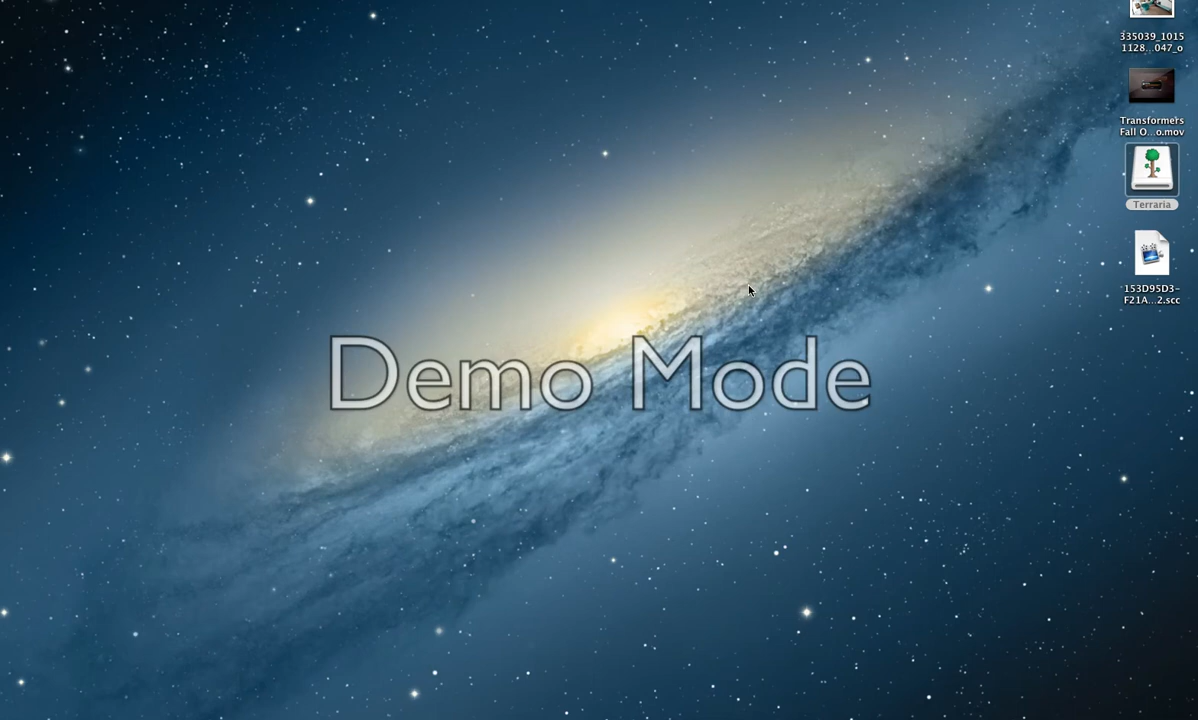 335039_1015
1128...047_o
Transformers
Fall O...o.mov
Terraria
153D95D3-
F21A...2.scc
Demo Mode